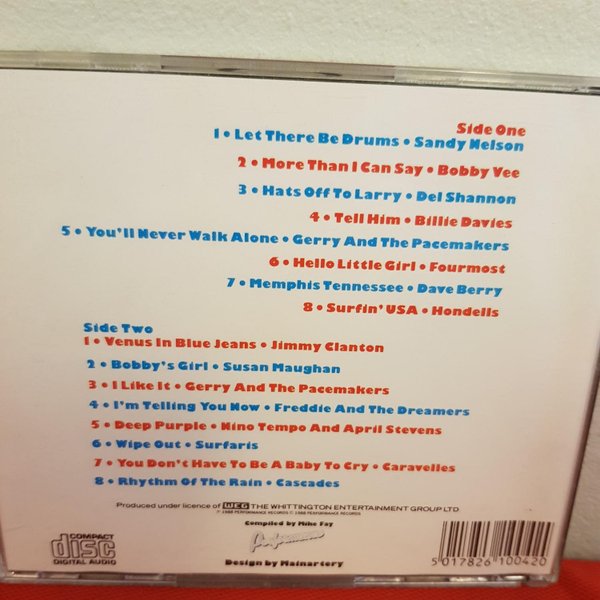 Side One
1 • Let There Be Drums • Sandy Nelson
2 • More Than I Can Say • Bobby Vee
3 • Hats Off To Larry • Del Shannon
4 • Tell Him • Billie Davies
5 • You'll Never Walk Alone • Gerry And The Pacemakers
6 • Hello Little Girl • Fourmost
7 • Memphis Tennessee • Dave Berry
8 • Surfin' USA • Hondells
Side Two
1 • Venus In Blue Jeans • Jimmy Clanton
2 • Bobby's Girl • Susan Maughan
3 • I Like It • Gerry And The Pacemakers
4 • I'm Telling You Now • Freddie And The Dreamers
5 • Deep Purple • Nino Tempo And April Stevens
6 • Wipe Out • Surfaris
7 • You Don't Have To Be A Baby To Cry • Caravelles
8 • Rhythm Of The Rain • Cascades
Produced under licence of WEG THE WHITTINGTON ENTERTAINMENT GROUP LTD
℗ 1988 PERFORMANCE RECORDS © 1988 PERFORMANCE RECORDS
Compiled by Mike Fay
Performance
Design by Mainartery
COMPACT
disc
DIGITAL AUDIO
5 017826 100420